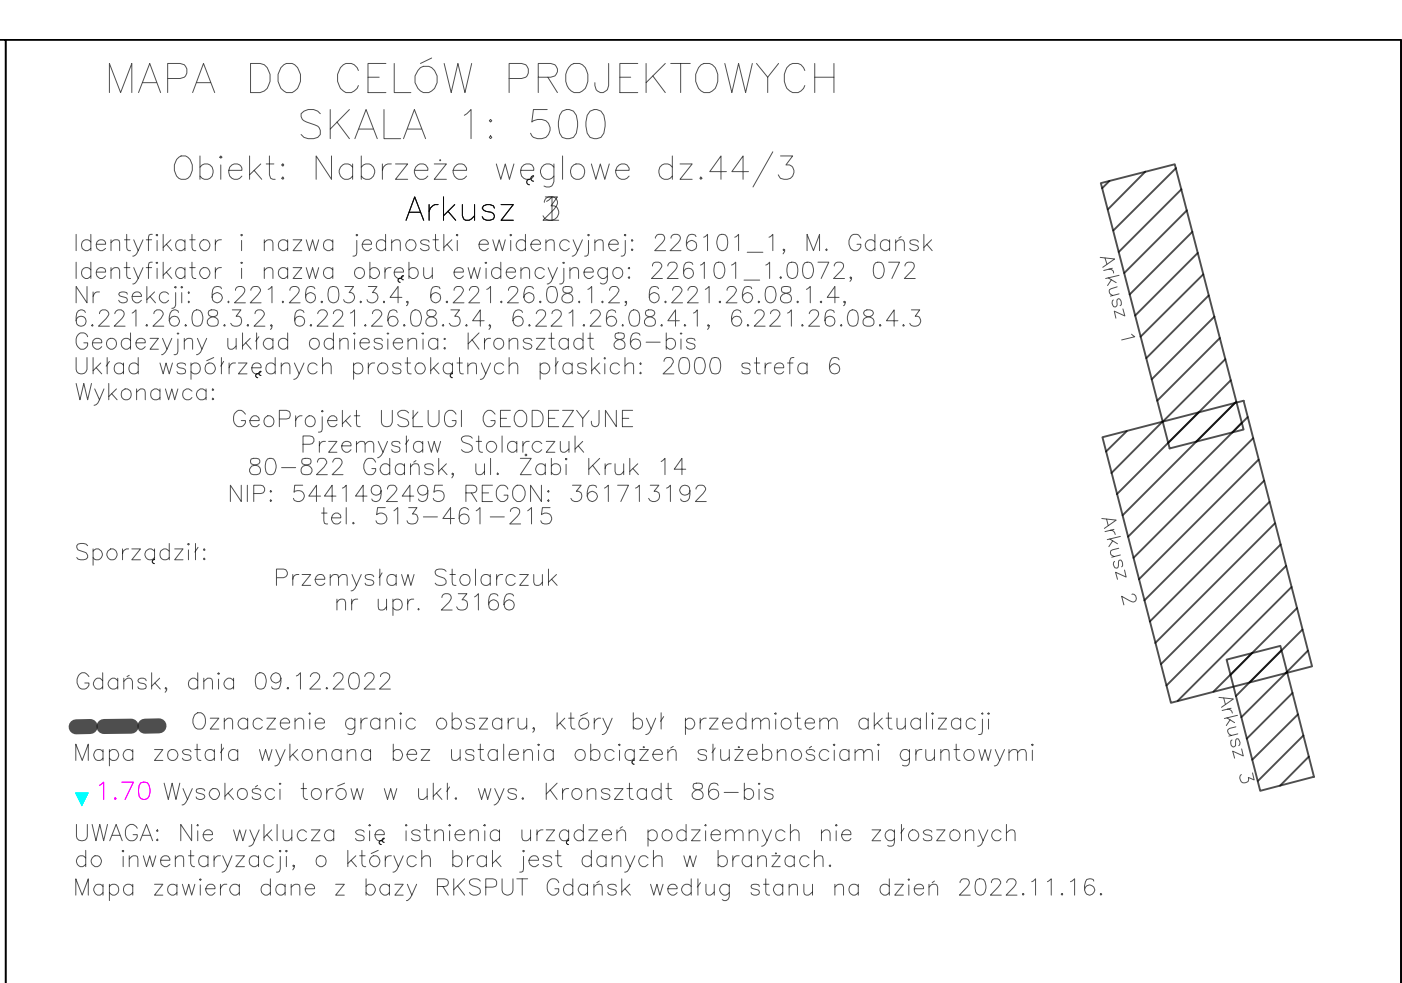 MAPA DO CELÓW PROJEKTOWYCH
SKALA 1: 500
Obiekt: Nabrzeże węglowe dz.44/3
Arkusz
Identyfikator i nazwa jednostki ewidencyjnej: 226101_1, M. Gdańsk
Identyfikator i nazwa obrębu ewidencyjnego: 226101_1.0072, 072
Nr sekcji: 6.221.26.03.3.4, 6.221.26.08.1.2, 6.221.26.08.1.4,
6.221.26.08.3.2, 6.221.26.08.3.4, 6.221.26.08.4.1, 6.221.26.08.4.3
Geodezyjny układ odniesienia: Kronsztadt 86-bis
Układ współrzędnych prostokątnych płaskich: 2000 strefa 6
Wykonawca:
GeoProjekt USŁUGI GEODEZYJNE
Przemysław Stolarczuk
80-822 Gdańsk, ul. Żabi Kruk 14
NIP: 5441492495 REGON: 361713192
tel. 513-461-215
Sporządził:
Przemysław Stolarczuk
nr upr. 23166
Gdańsk, dnia 09.12.2022
Oznaczenie granic obszaru, który był przedmiotem aktualizacji
Mapa została wykonana bez ustalenia obciążeń służebnościami gruntowymi
1.70 Wysokości torów w ukł. wys. Kronsztadt 86-bis
UWAGA: Nie wyklucza się istnienia urządzeń podziemnych nie zgłoszonych
do inwentaryzacji, o których brak jest danych w branżach.
Mapa zawiera dane z bazy RKSPUT Gdańsk według stanu na dzień 2022.11.16.
Arkusz 1
Arkusz 2
Arkusz 3